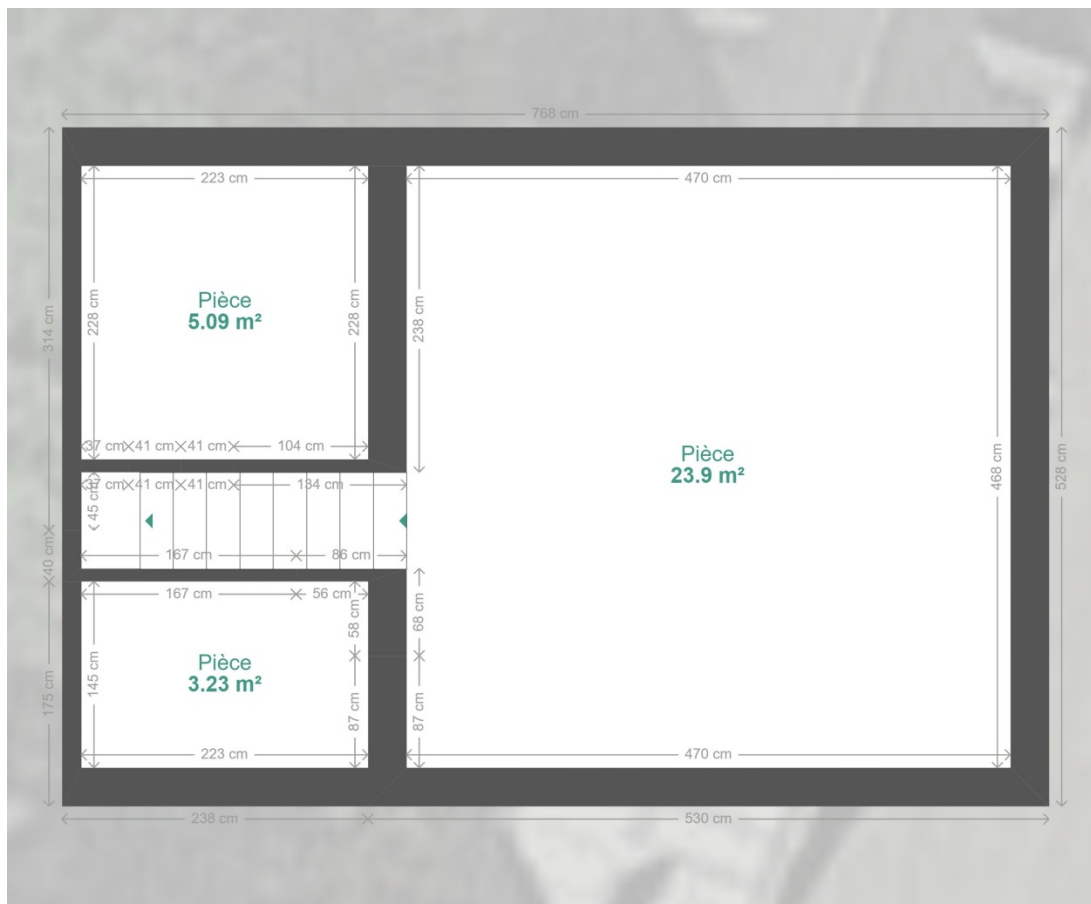 768 cm
223 cm
470 cm
228 cm
228 cm
238 cm
314 cm
Pièce
5.09 m²
37 cm
41 cm
41 cm
104 cm
Pièce
23.9 m²
468 cm
528 cm
37 cm
41 cm
41 cm
134 cm
45 cm
40 cm
167 cm
86 cm
167 cm
56 cm
58 cm
68 cm
145 cm
Pièce
3.23 m²
175 cm
87 cm
87 cm
223 cm
470 cm
238 cm
530 cm